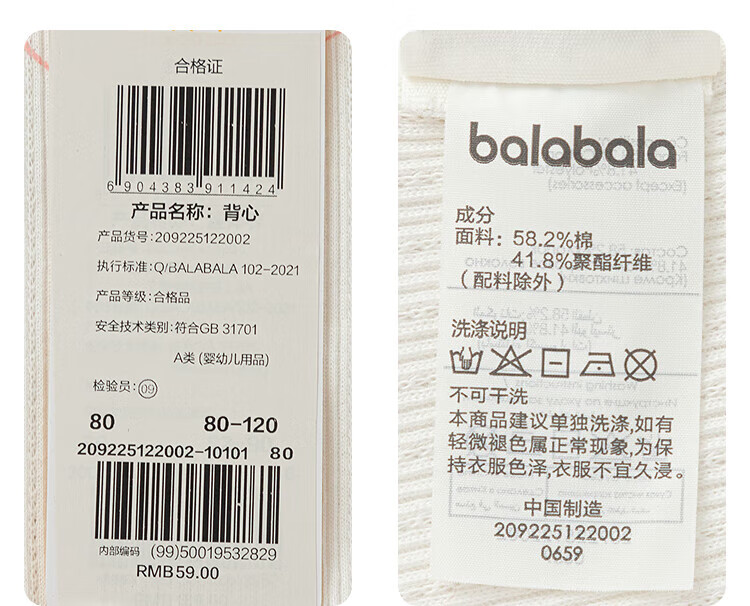 合格证
6 904383 911424
产品名称：背心
产品货号:209225122002
执行标准:Q/BALABALA 102-2021
产品等级:合格品
安全技术类别:符合GB 31701
A类 (婴幼儿用品)
检验员:09
80 80-120
209225122002-10101 80
内部编码 (99)50019532829
RMB59.00
balabala
成分
面料: 58.2%棉
41.8%聚酯纤维
（配料除外）
洗涤说明
不可干洗
本商品建议单独洗涤,如有
轻微褪色属正常现象,为保
持衣服色泽,衣服不宜久浸。
中国制造
209225122002
0659